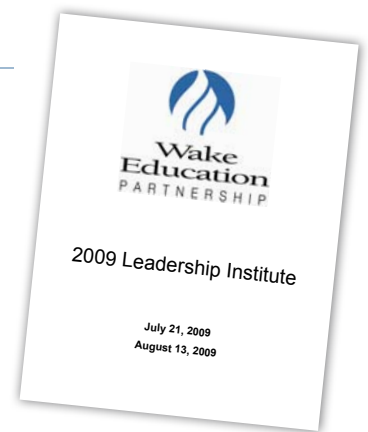 Wake
Education
PARTNERSHIP
2009 Leadership Institute
July 21, 2009
August 13, 2009